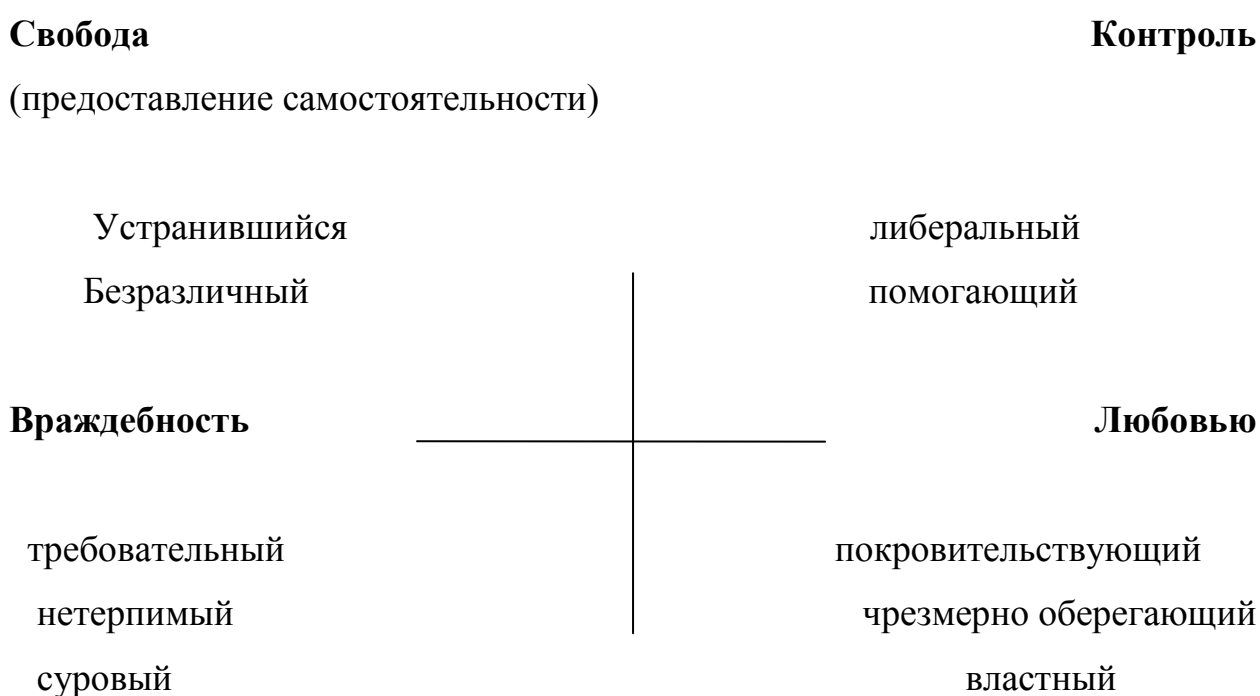 Свобода Контроль
(предоставление самостоятельности)
Устранившийся либеральный
Безразличный помогающий
Враждебность Любовью
требовательный покровительствующий
нетерпимый чрезмерно оберегающий
суровый властный